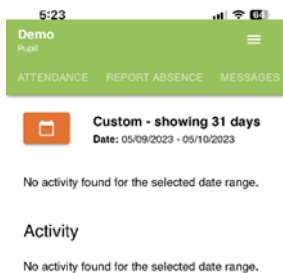 5:23
64
Demo
Pupil
ATTENDANCE REPORT ABSENCE MESSAGES
Custom - showing 31 days
Date: 05/09/2023 - 05/10/2023
No activity found for the selected date range.
Activity
No activity found for the selected date range.